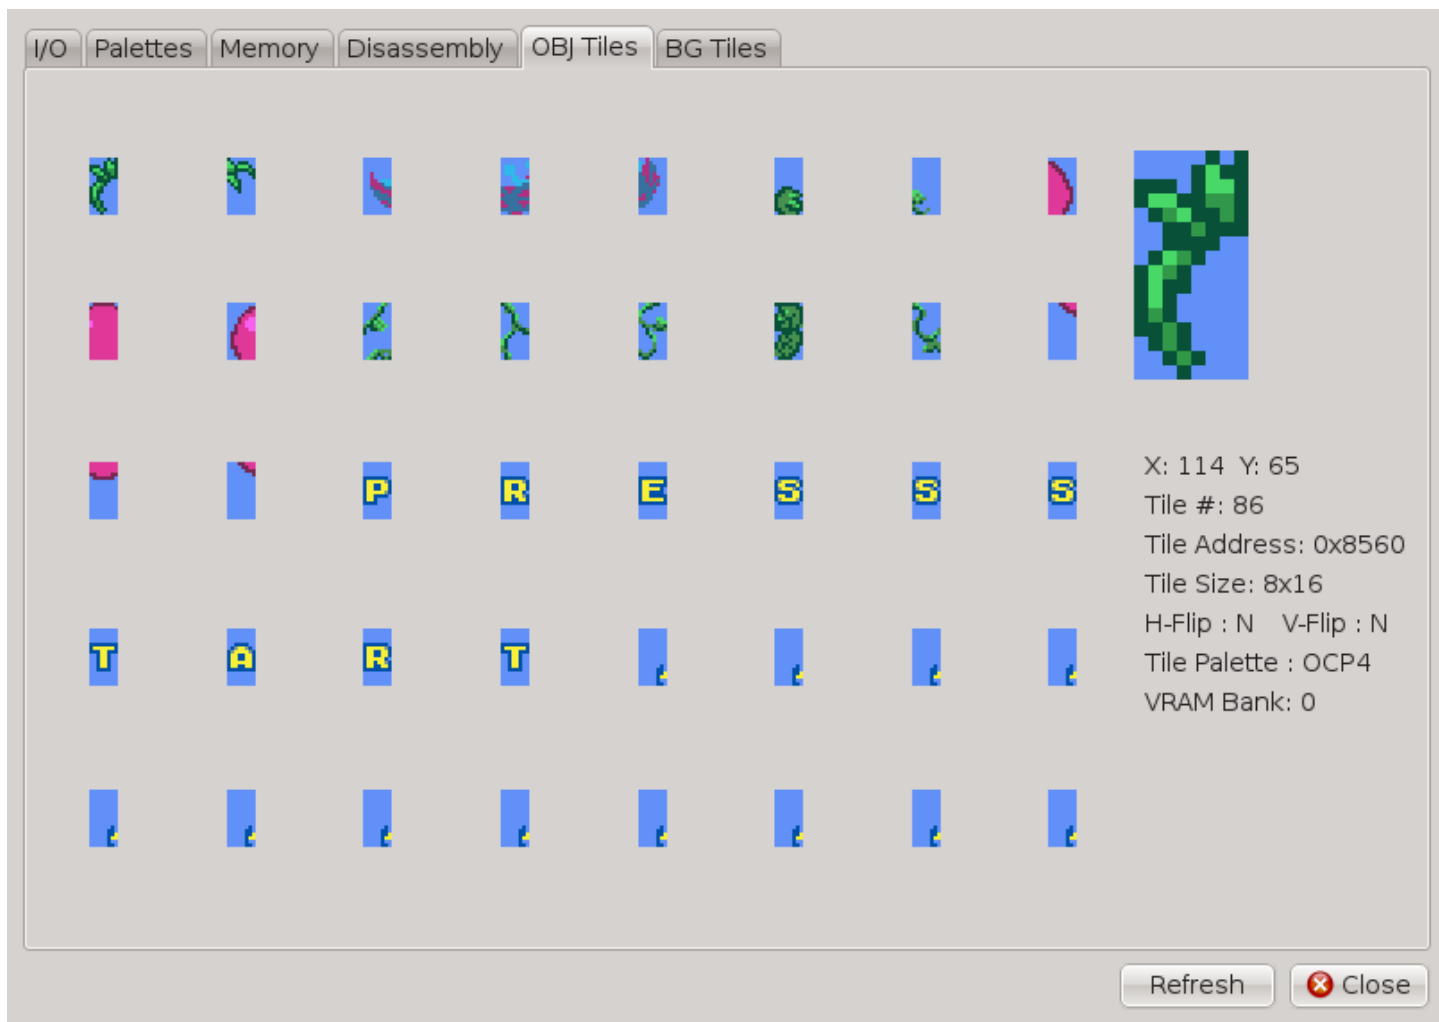 I/O Palettes Memory Disassembly OBJ Tiles BG Tiles
P R E S S S
T A R T
X: 114 Y: 65
Tile #: 86
Tile Address: 0x8560
Tile Size: 8x16
H-Flip : N V-Flip : N
Tile Palette : OCP4
VRAM Bank: 0
Refresh Close